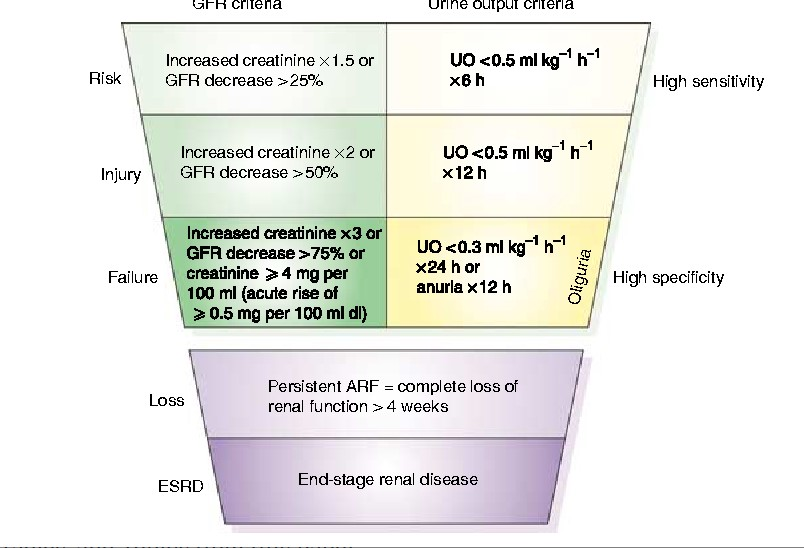 GFR criteria
Urine output criteria
Risk
Increased creatinine ×1.5 or
GFR decrease >25%
UO <0.5 ml kg⁻¹ h⁻¹
×6 h
High sensitivity
Injury
Increased creatinine ×2 or
GFR decrease >50%
UO <0.5 ml kg⁻¹ h⁻¹
×12 h
Failure
Increased creatinine ×3 or
GFR decrease >75% or
creatinine ⩾ 4 mg per
100 ml (acute rise of
⩾ 0.5 mg per 100 ml dl)
UO <0.3 ml kg⁻¹ h⁻¹
×24 h or
anuria ×12 h
Oliguria
High specificity
Loss
Persistent ARF = complete loss of
renal function > 4 weeks
ESRD
End-stage renal disease